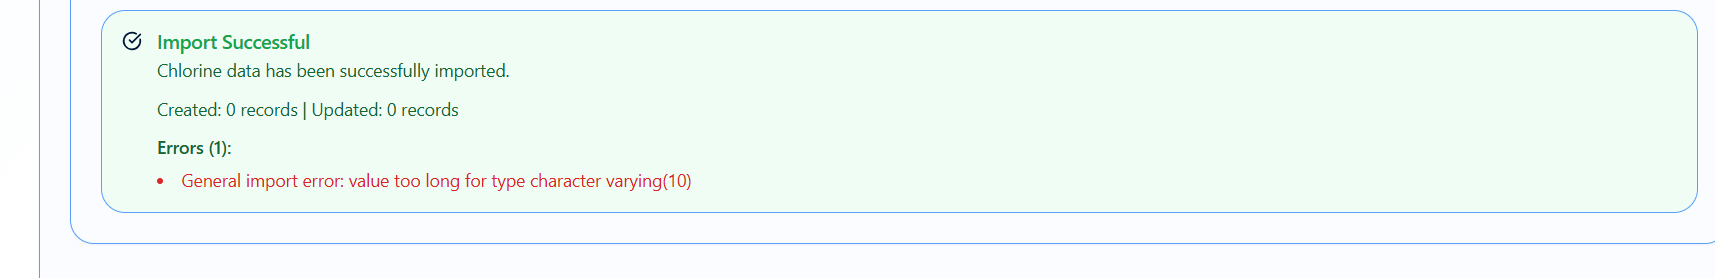 Import Successful
Chlorine data has been successfully imported.
Created: 0 records | Updated: 0 records
Errors (1):
• General import error: value too long for type character varying(10)